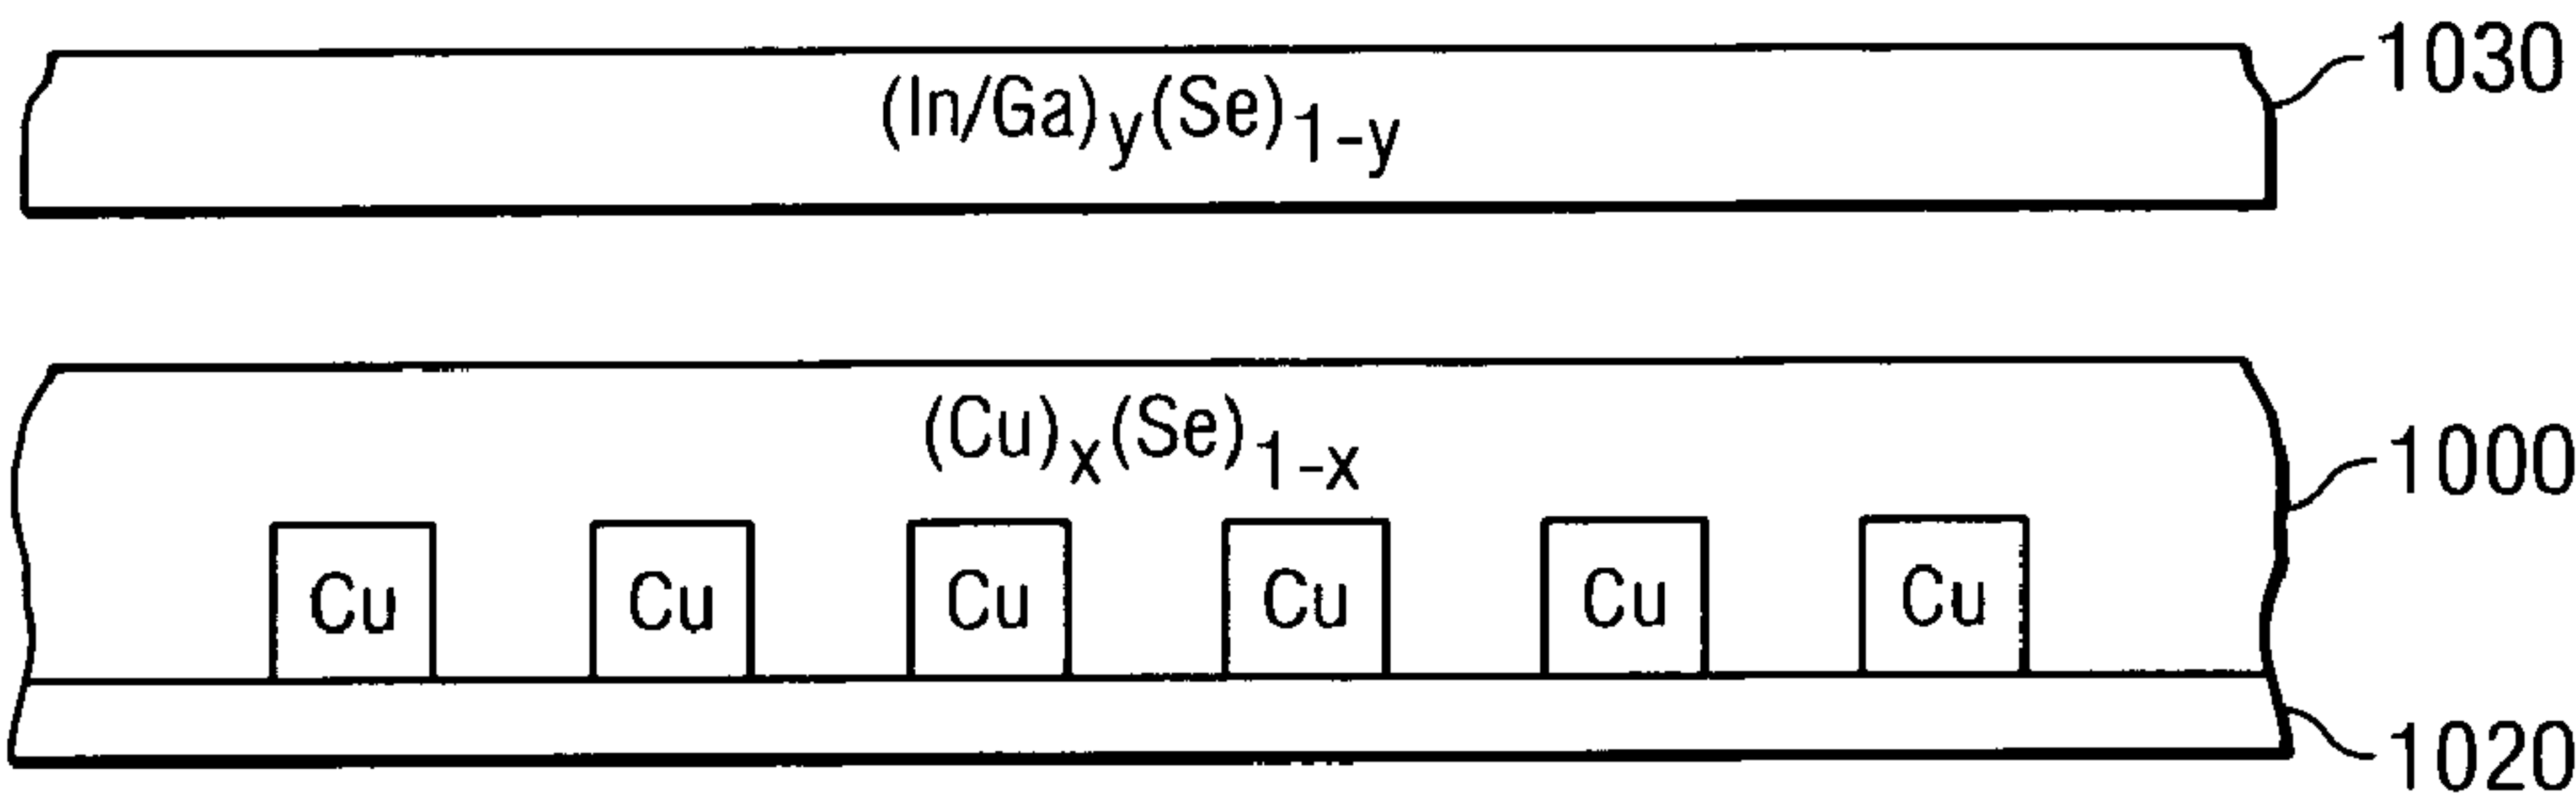 (In/Ga)y(Se)1-y
1030
(Cu)x(Se)1-x
1000
Cu Cu Cu Cu Cu Cu
1020